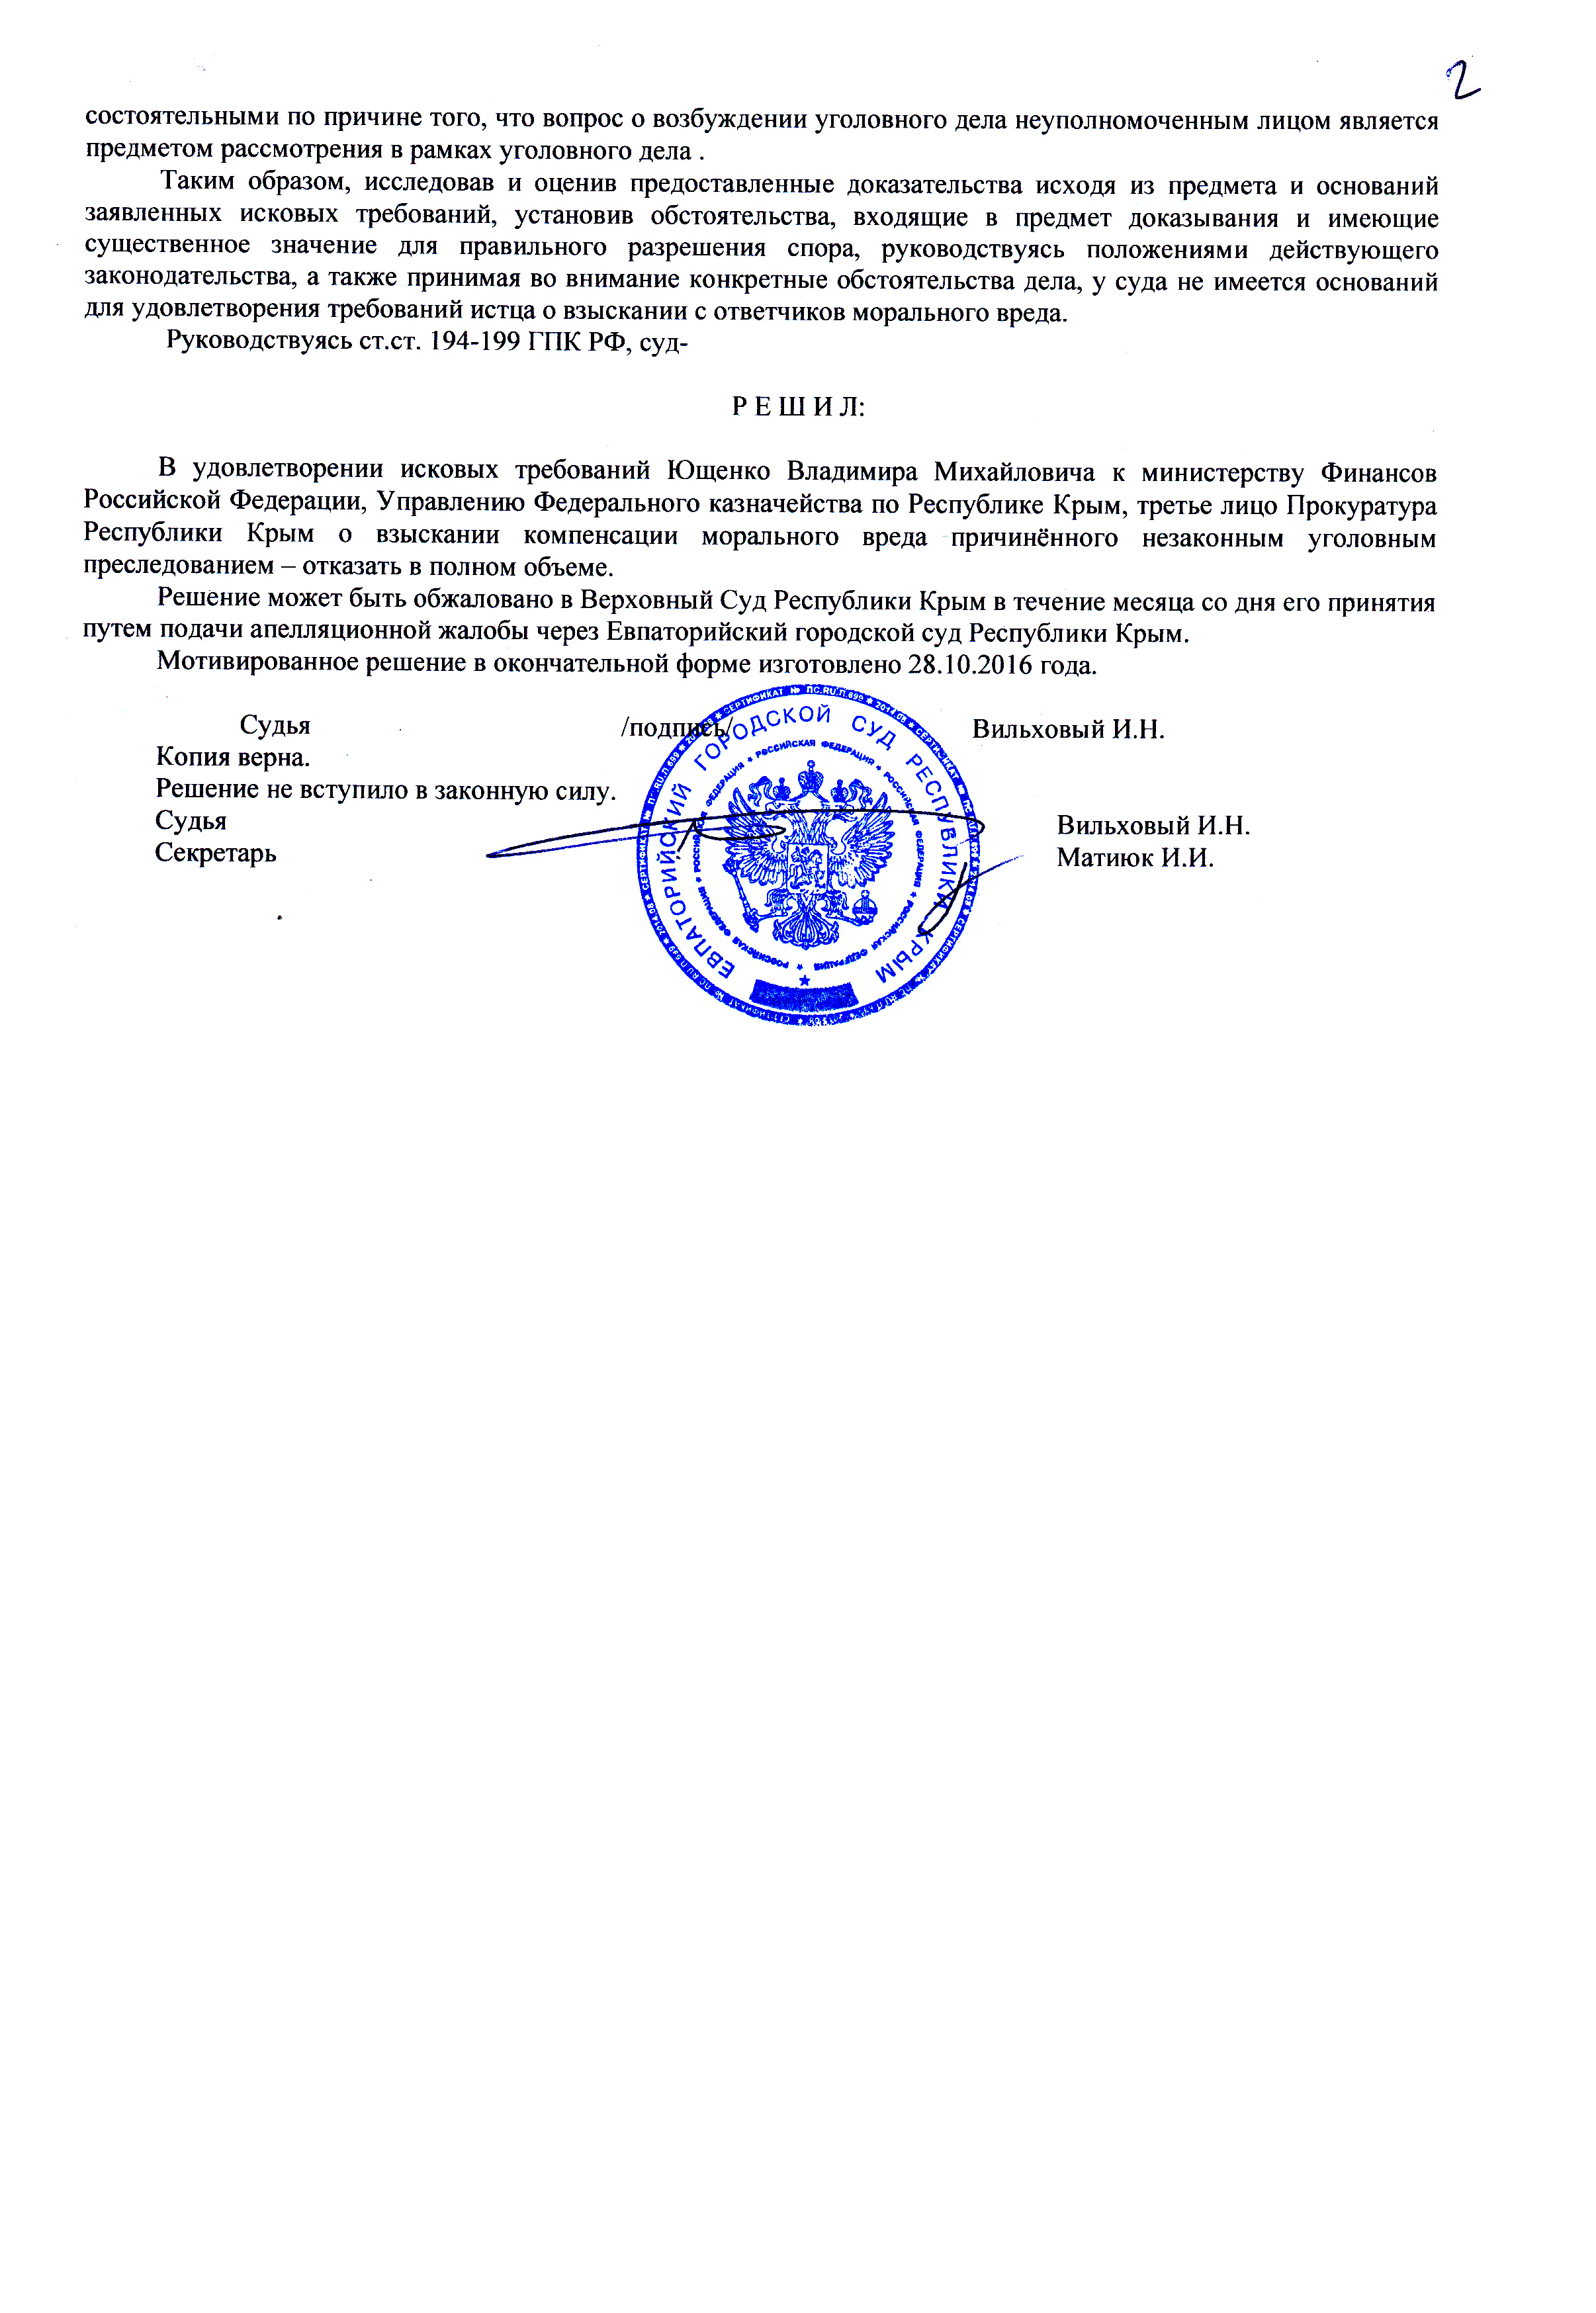 2
состоятельными по причине того, что вопрос о возбуждении уголовного дела неуполномоченным лицом является
предметом рассмотрения в рамках уголовного дела .
Таким образом, исследовав и оценив предоставленные доказательства исходя из предмета и оснований
заявленных исковых требований, установив обстоятельства, входящие в предмет доказывания и имеющие
существенное значение для правильного разрешения спора, руководствуясь положениями действующего
законодательства, а также принимая во внимание конкретные обстоятельства дела, у суда не имеется оснований
для удовлетворения требований истца о взыскании с ответчиков морального вреда.
Руководствуясь ст.ст. 194-199 ГПК РФ, суд-
Р Е Ш И Л:
В удовлетворении исковых требований Ющенко Владимира Михайловича к министерству Финансов
Российской Федерации, Управлению Федерального казначейства по Республике Крым, третье лицо Прокуратура
Республики Крым о взыскании компенсации морального вреда причинённого незаконным уголовным
преследованием – отказать в полном объеме.
Решение может быть обжаловано в Верховный Суд Республики Крым в течение месяца со дня его принятия
путем подачи апелляционной жалобы через Евпаторийский городской суд Республики Крым.
Мотивированное решение в окончательной форме изготовлено 28.10.2016 года.
Судья /подпись/ Вильховый И.Н.
Копия верна.
Решение не вступило в законную силу.
Судья Вильховый И.Н.
Секретарь Матиюк И.И.
ЕВПАТОРИЙСКИЙ ГОРОДСКОЙ СУД РЕСПУБЛИКИ КРЫМ
РОССИЙСКАЯ ФЕДЕРАЦИЯ ★ РОССИЙСКАЯ ФЕДЕРАЦИЯ ★ РОССИЙСКАЯ ФЕДЕРАЦИЯ ★ РОССИЙСКАЯ ФЕДЕРАЦИЯ ★ РОССИЙСКАЯ ФЕДЕРАЦИЯ